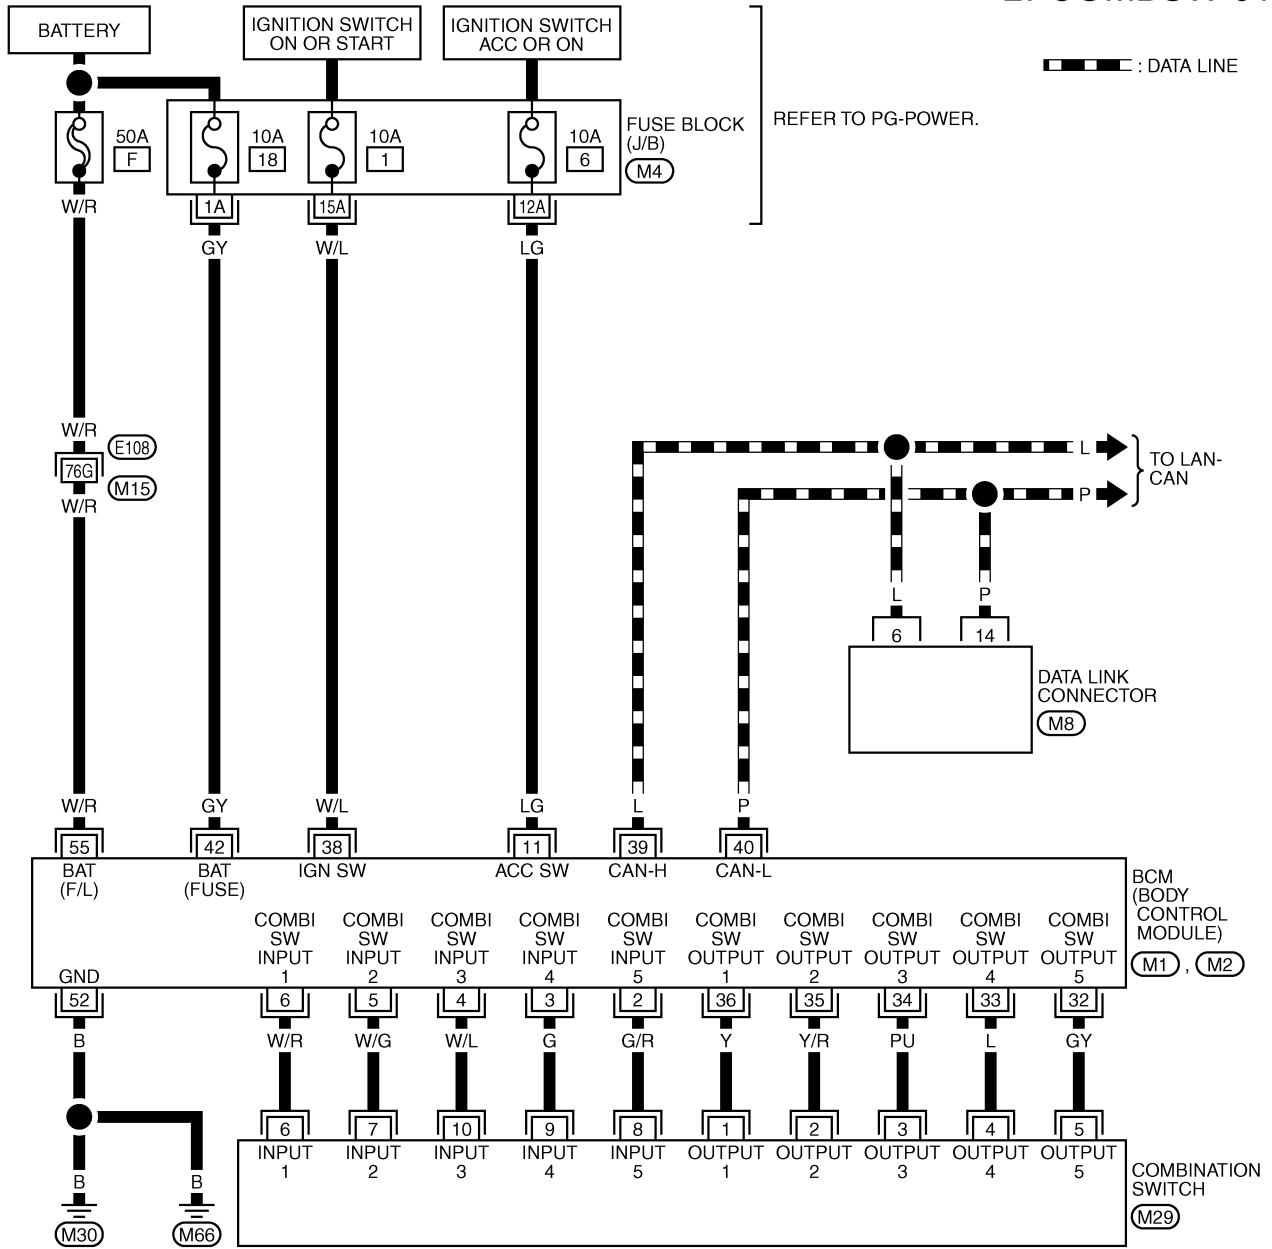 BATTERY
IGNITION SWITCH
ON OR START
IGNITION SWITCH
ACC OR ON
: DATA LINE
50A
F
10A
18
10A
1
10A
6
FUSE BLOCK
(J/B)
M4
REFER TO PG-POWER.
1A
15A
12A
W/R
GY
W/L
LG
W/R
E108
76G
M15
W/R
L
P
TO LAN-
CAN
L
P
6
14
DATA LINK
CONNECTOR
M8
W/R
GY
W/L
LG
L
P
55
42
38
11
39
40
BAT
(F/L)
BAT
(FUSE)
IGN SW
ACC SW
CAN-H
CAN-L
BCM
(BODY
CONTROL
MODULE)
M1 , M2
COMBI
SW
INPUT
1
COMBI
SW
INPUT
2
COMBI
SW
INPUT
3
COMBI
SW
INPUT
4
COMBI
SW
INPUT
5
COMBI
SW
OUTPUT
1
COMBI
SW
OUTPUT
2
COMBI
SW
OUTPUT
3
COMBI
SW
OUTPUT
4
COMBI
SW
OUTPUT
5
GND
52
6
5
4
3
2
36
35
34
33
32
B
W/R
W/G
W/L
G
G/R
Y
Y/R
PU
L
GY
6
7
10
9
8
1
2
3
4
5
INPUT
1
INPUT
2
INPUT
3
INPUT
4
INPUT
5
OUTPUT
1
OUTPUT
2
OUTPUT
3
OUTPUT
4
OUTPUT
5
B
B
M30
M66
COMBINATION
SWITCH
M29